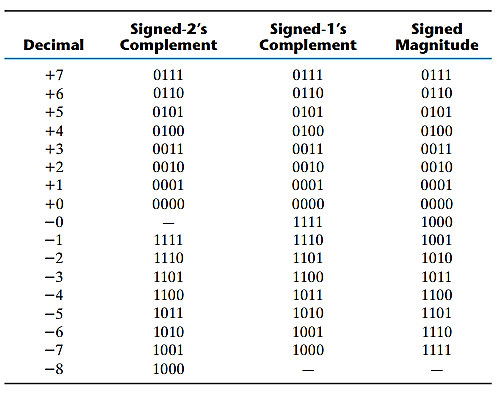 Decimal Signed-2's Complement Signed-1's Complement Signed Magnitude
+7 0111 0111 0111
+6 0110 0110 0110
+5 0101 0101 0101
+4 0100 0100 0100
+3 0011 0011 0011
+2 0010 0010 0010
+1 0001 0001 0001
+0 0000 0000 0000
−0 — 1111 1000
−1 1111 1110 1001
−2 1110 1101 1010
−3 1101 1100 1011
−4 1100 1011 1100
−5 1011 1010 1101
−6 1010 1001 1110
−7 1001 1000 1111
−8 1000 — —